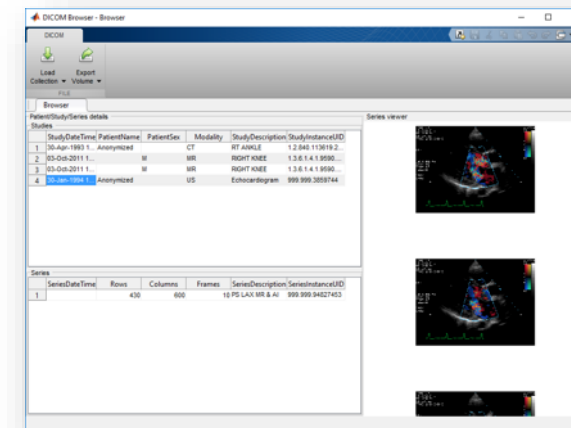 DICOM Browser - Browser
DICOM
Load Collection Export Volume
FILE
Browser
Patient/Study/Series details
Series viewer
Studies
StudyDateTime PatientName PatientSex Modality StudyDescription StudyInstanceUID
1 30-Apr-1993 1... Anonymized CT RT ANKLE 1.2.840.113619.2...
2 03-Oct-2011 1... M MR RIGHT KNEE 1.3.6.1.4.1.9590....
3 03-Oct-2011 1... M MR RIGHT KNEE 1.3.6.1.4.1.9590....
4 30-Jan-1994 1... Anonymized US Echocardiogram 999.999.3859744
Series
SeriesDateTime Rows Columns Frames SeriesDescription SeriesInstanceUID
1 430 600 10 PS LAX MR & AI 999.999.94827453